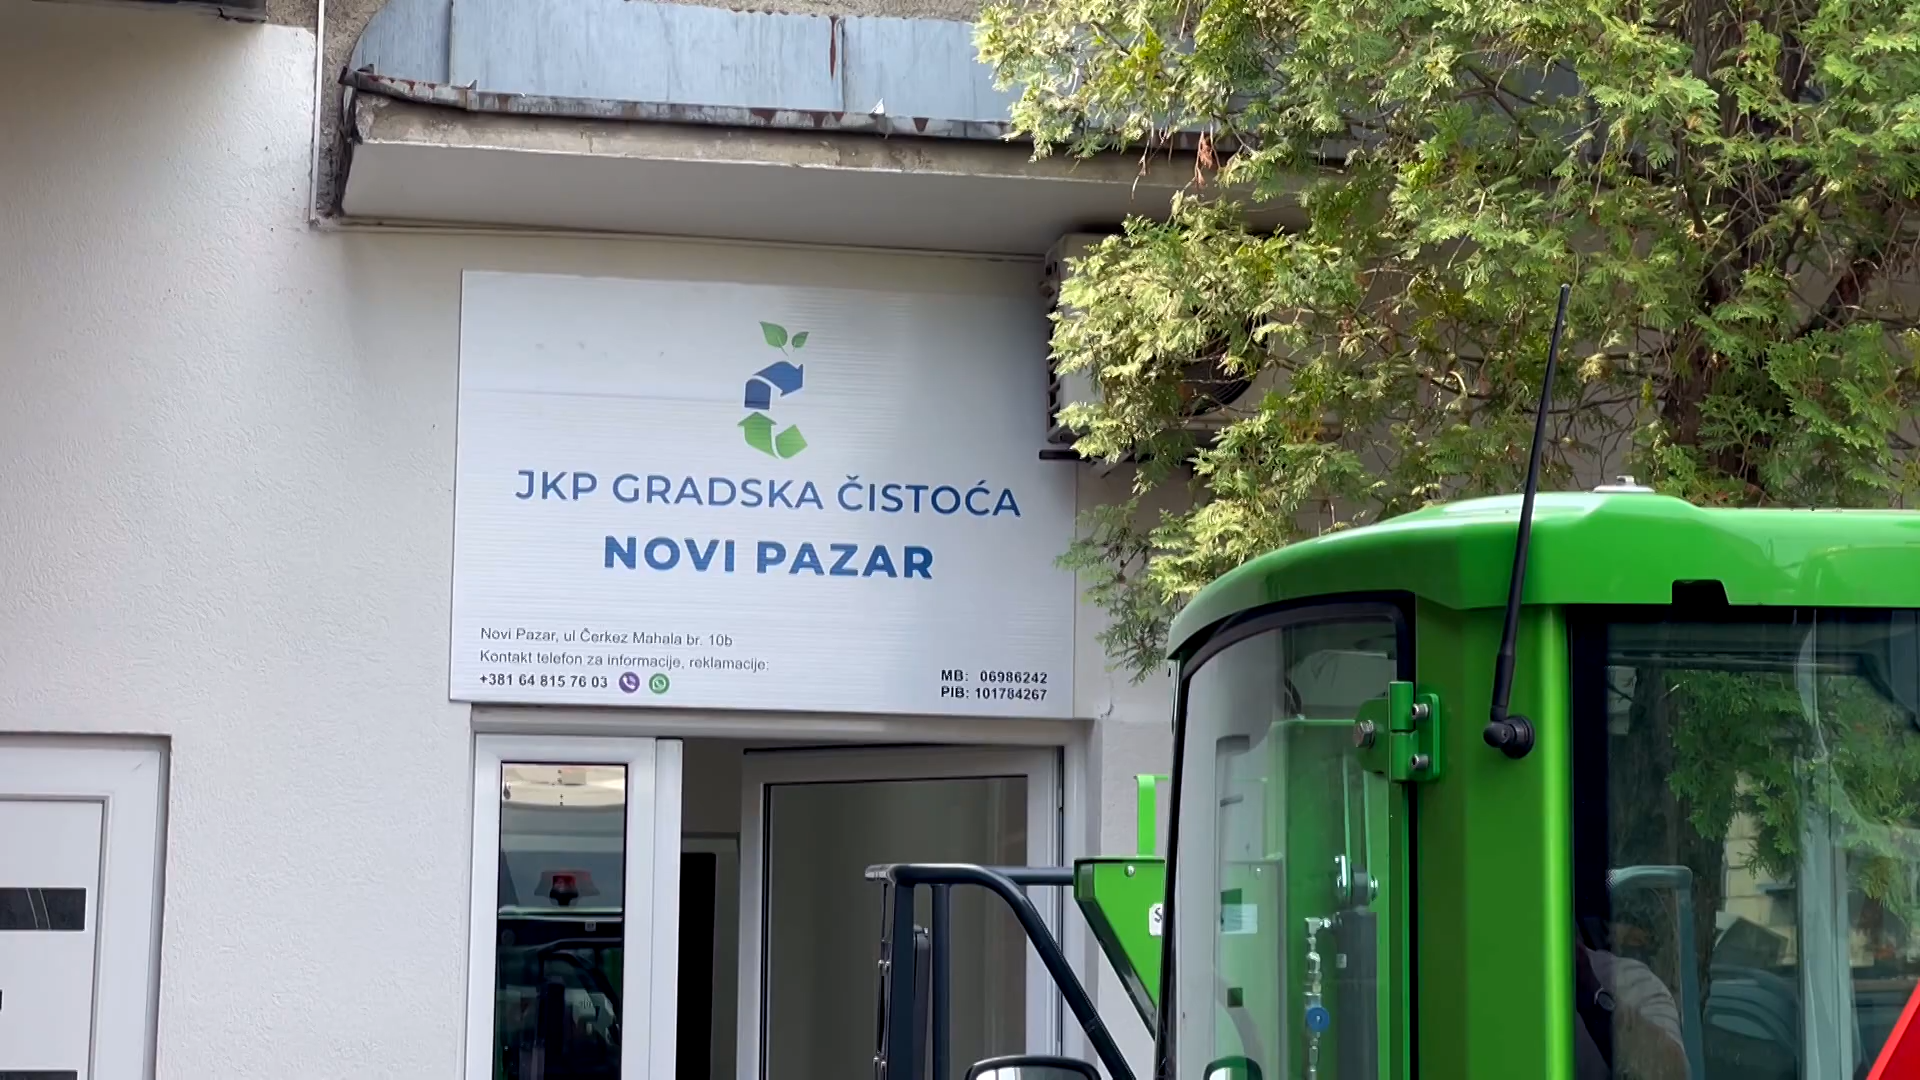 JKP GRADSKA ČISTOĆA
NOVI PAZAR
Novi Pazar, ul Čerkez Mahala br. 10b
Kontakt telefon za informacije, reklamacije:
+381 64 815 76 03
MB: 06986242
PIB: 101784267